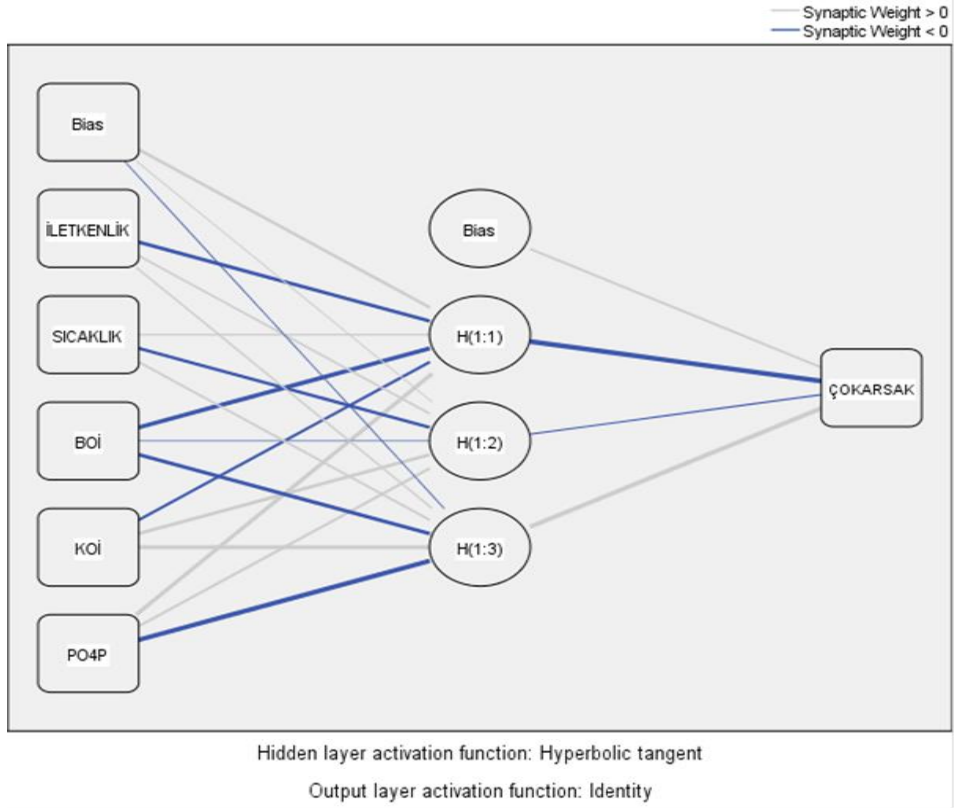 Synaptic Weight > 0
Synaptic Weight < 0
Bias
İLETKENLİK
SICAKLIK
BOİ
KOİ
PO4P
Bias
H(1:1)
H(1:2)
H(1:3)
ÇOKARSAK
Hidden layer activation function: Hyperbolic tangent
Output layer activation function: Identity